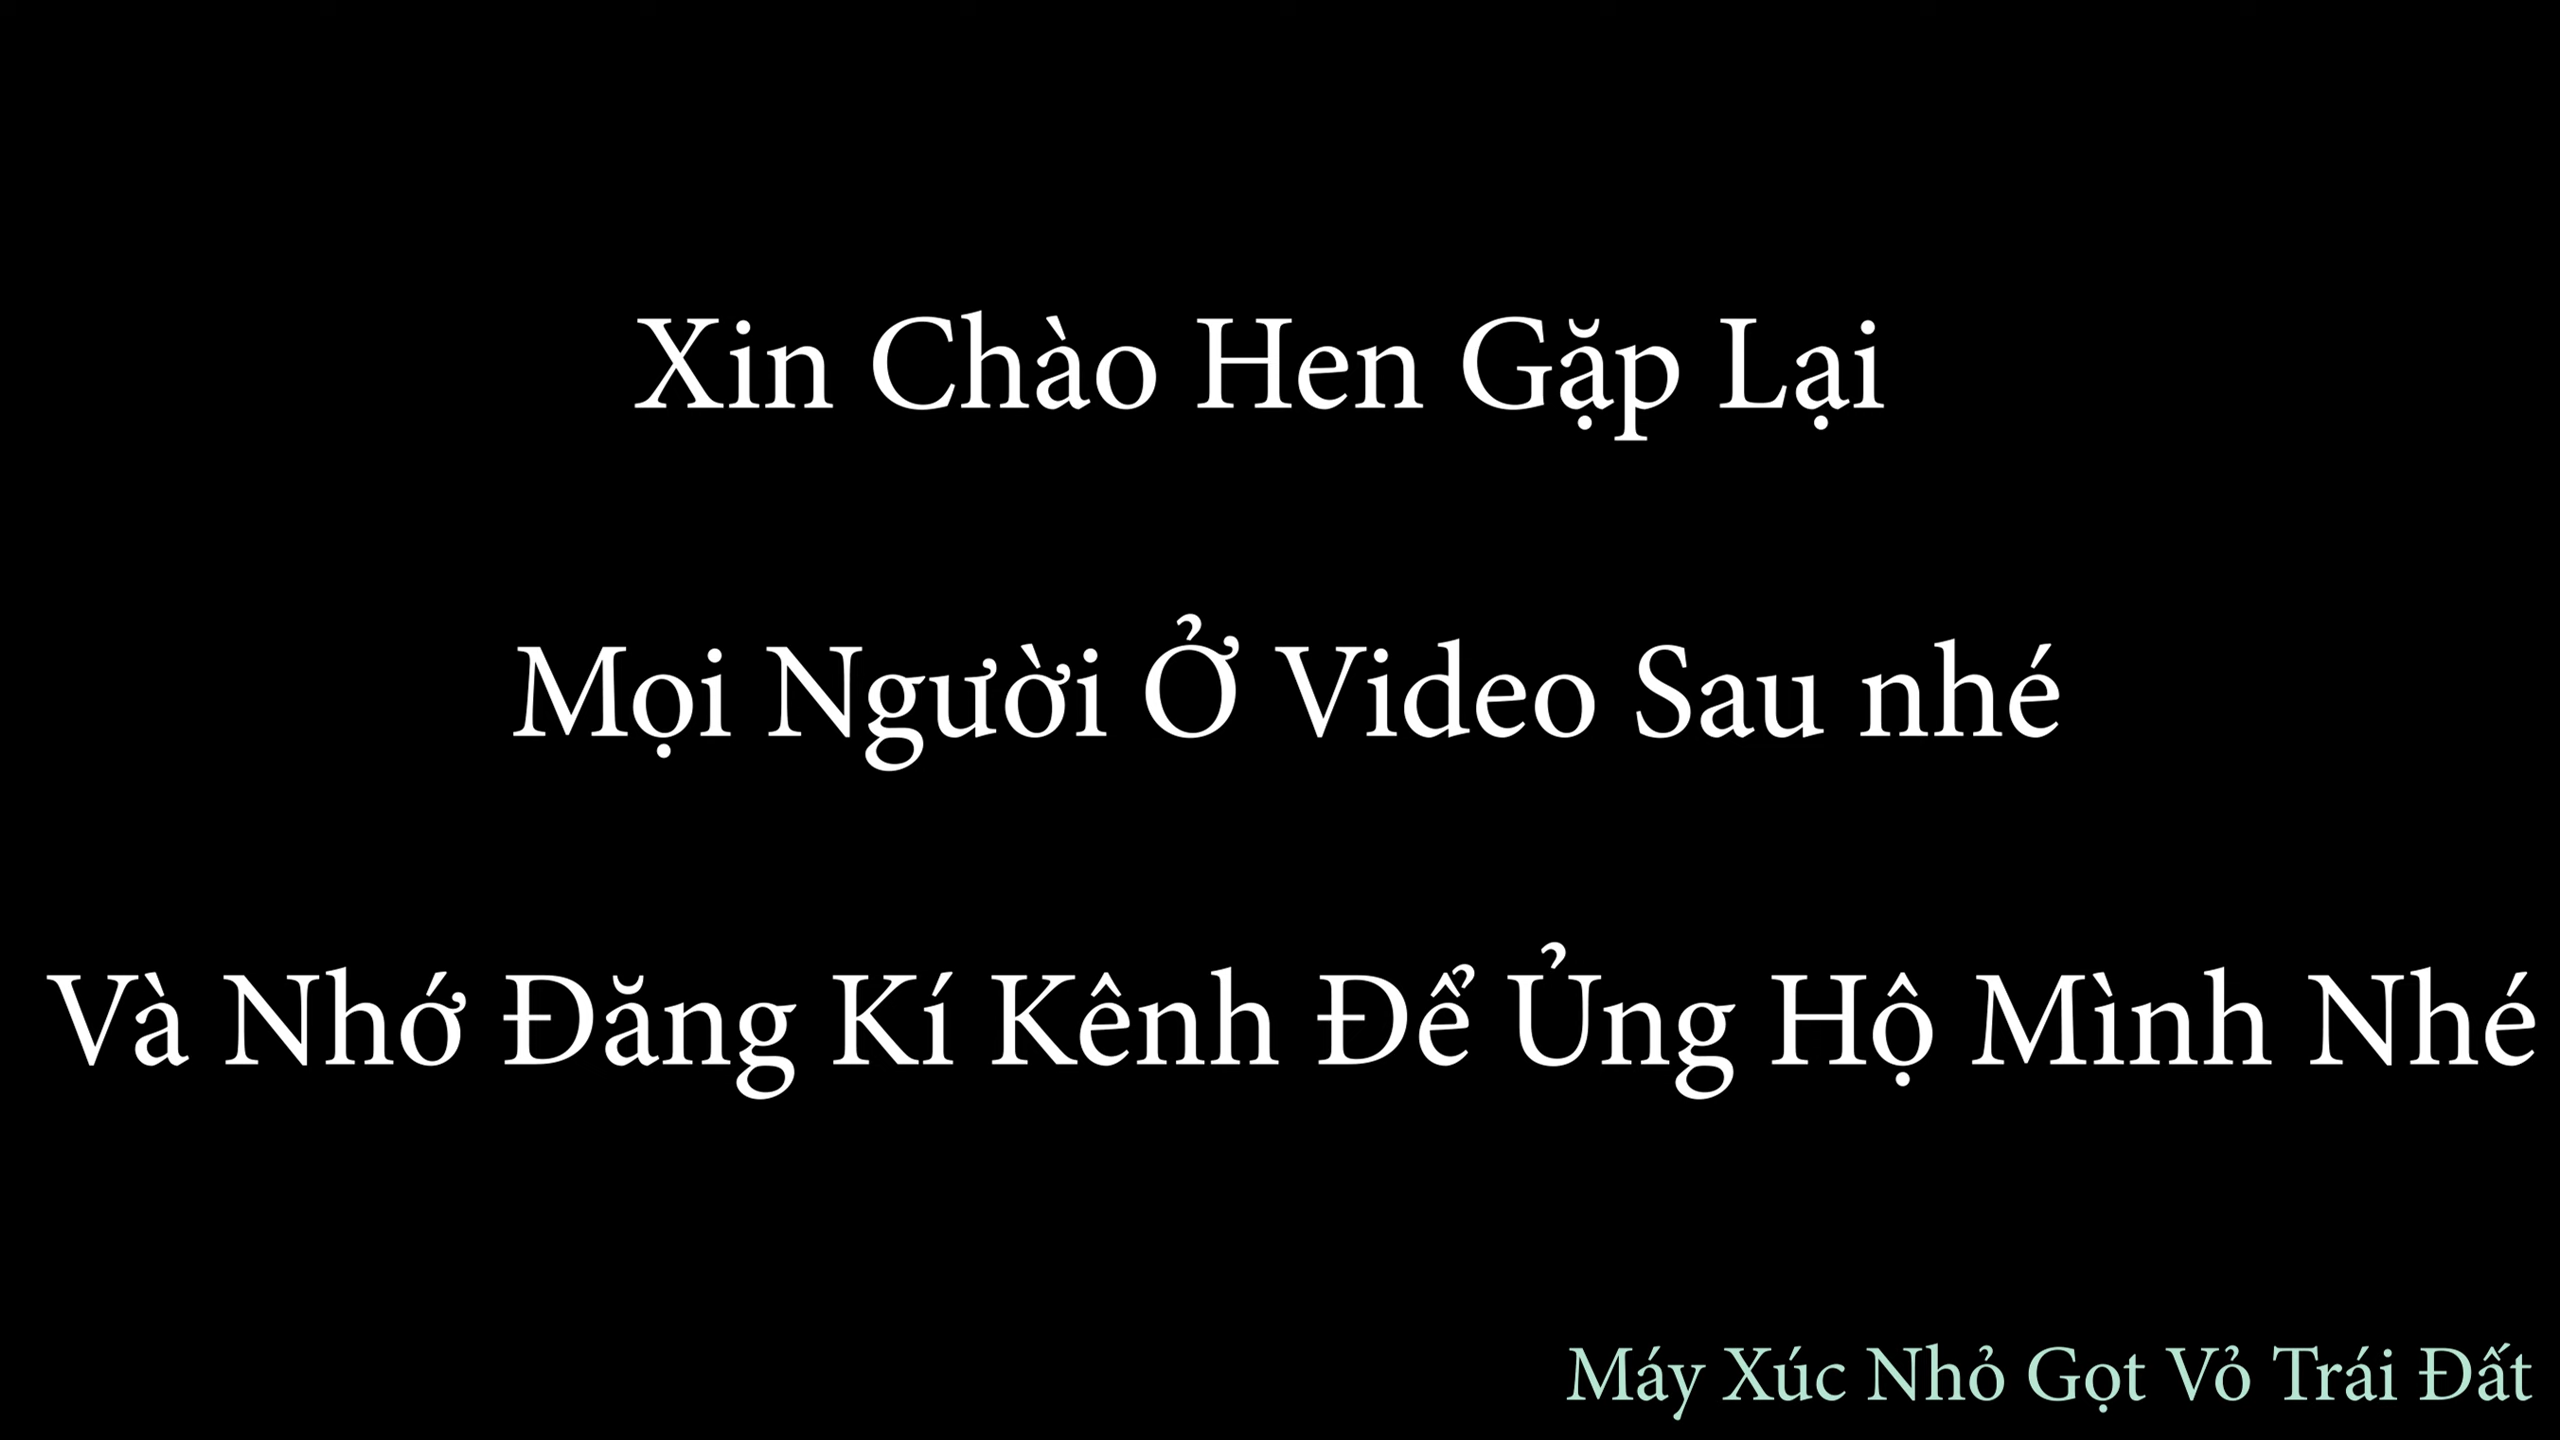 Xin Chào Hen Gặp Lại
Mọi Người Ở Video Sau nhé
Và Nhớ Đăng Kí Kênh Để Ủng Hộ Mình Nhé
Máy Xúc Nhỏ Gọt Vỏ Trái Đất